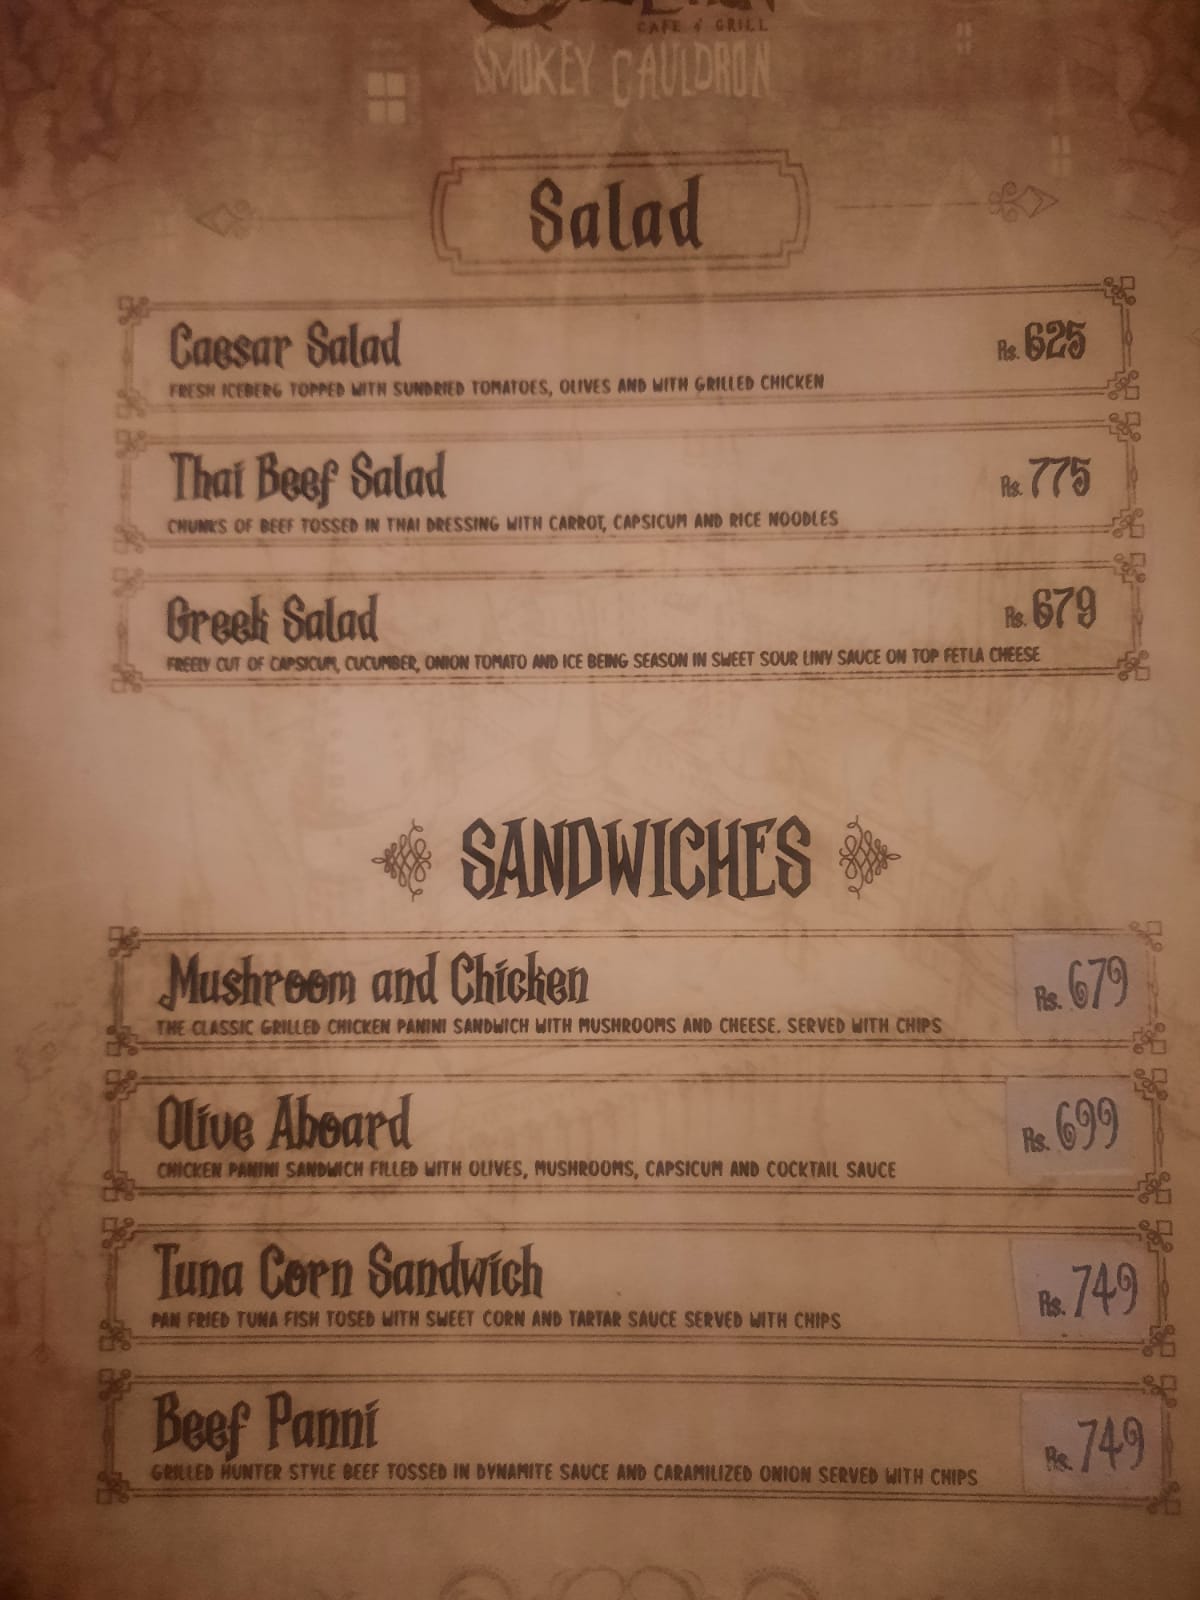 CAFE & GRILL
SMOKEY CAULDRON
Salad
Caesar Salad
Rs. 625
FRESH ICEBERG TOPPED WITH SUNDRIED TOMATOES, OLIVES AND WITH GRILLED CHICKEN
Thai Beef Salad
Rs. 775
CHUNKS OF BEEF TOSSED IN THAI DRESSING WITH CARROT, CAPSICUM AND RICE NOODLES
Greek Salad
Rs. 679
FREELY CUT OF CAPSICUM, CUCUMBER, ONION TOMATO AND ICE BEING SEASON IN SWEET SOUR LINY SAUCE ON TOP FETLA CHEESE
SANDWICHES
Mushroom and Chicken
Rs. 679
THE CLASSIC GRILLED CHICKEN PANINI SANDWICH WITH MUSHROOMS AND CHEESE. SERVED WITH CHIPS
Olive Aboard
Rs. 699
CHICKEN PANINI SANDWICH FILLED WITH OLIVES, MUSHROOMS, CAPSICUM AND COCKTAIL SAUCE
Tuna Corn Sandwich
Rs. 749
PAN FRIED TUNA FISH TOSED WITH SWEET CORN AND TARTAR SAUCE SERVED WITH CHIPS
Beef Panni
Rs. 749
GRILLED HUNTER STYLE BEEF TOSSED IN DYNAMITE SAUCE AND CARAMILIZED ONION SERVED WITH CHIPS